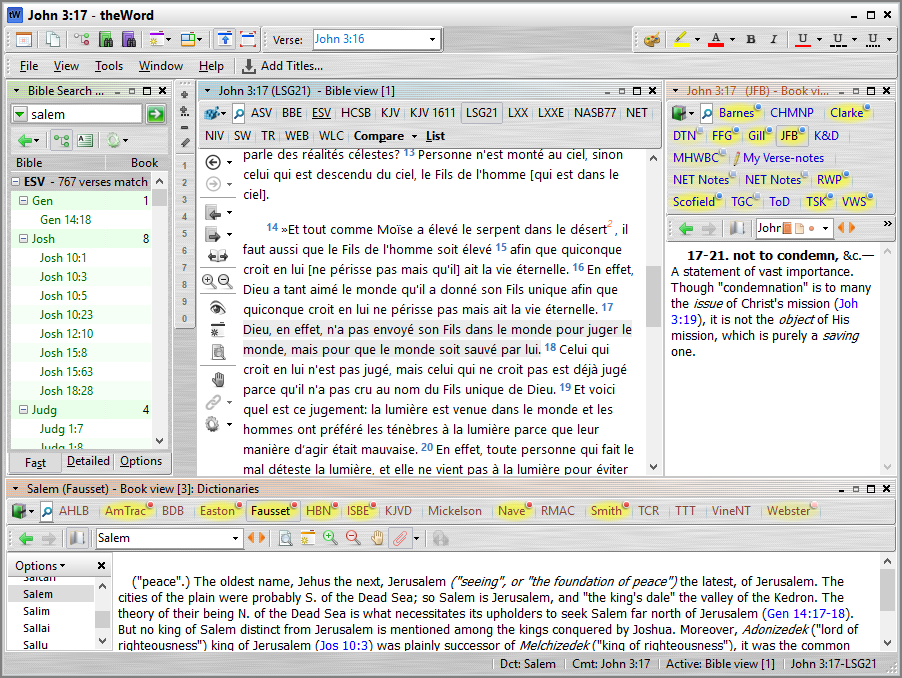 John 3:17 - theWord
Verse: John 3:16
B I U U U
File View Tools Window Help Add Titles...
Bible Search ...
salem
Bible Book
ESV - 767 verses match
Gen 1
Gen 14:18
Josh 8
Josh 10:1
Josh 10:3
Josh 10:5
Josh 10:23
Josh 12:10
Josh 15:8
Josh 15:63
Josh 18:28
Judg 4
Judg 1:7
Judg 1:8
Fast Detailed Options
1
2
3
4
5
6
7
8
9
0
John 3:17 (LSG21) - Bible view [1]
ASV BBE ESV HCSB KJV KJV 1611 LSG21 LXX LXXE NASB77 NET
NIV SW TR WEB WLC Compare List
parle des réalités célestes? 13 Personne n'est monté au ciel, sinon
celui qui est descendu du ciel, le Fils de l'homme [qui est dans le
ciel].
14 »Et tout comme Moïse a élevé le serpent dans le désert2, il
faut aussi que le Fils de l'homme soit élevé 15 afin que quiconque
croit en lui [ne périsse pas mais qu'il] ait la vie éternelle. 16 En effet,
Dieu a tant aimé le monde qu'il a donné son Fils unique afin que
quiconque croit en lui ne périsse pas mais ait la vie éternelle. 17
Dieu, en effet, n'a pas envoyé son Fils dans le monde pour juger le
monde, mais pour que le monde soit sauvé par lui. 18 Celui qui
croit en lui n'est pas jugé, mais celui qui ne croit pas est déjà jugé
parce qu'il n'a pas cru au nom du Fils unique de Dieu. 19 Et voici
quel est ce jugement: la lumière est venue dans le monde et les
hommes ont préféré les ténèbres à la lumière parce que leur
manière d'agir était mauvaise. 20 En effet, toute personne qui fait le
mal déteste la lumière, et elle ne vient pas à la lumière pour éviter
John 3:17 (JFB) - Book vi...
Barnes CHMNP Clarke
DTN FFG Gill JFB K&D
MHWBC My Verse-notes
NET Notes NET Notes RWP
Scofield TGC ToD TSK VWS
John
17-21. not to condemn, &c.—
A statement of vast importance.
Though "condemnation" is to many
the issue of Christ's mission (Joh
3:19), it is not the object of His
mission, which is purely a saving
one.
Salem (Fausset) - Book view [3]: Dictionaries
AHLB AmTrac BDB Easton Fausset HBN ISBE KJVD Mickelson Nave RMAC Smith TCR TTT VineNT Webster
Salem
Options
Salem
Salim
Sallai
Sallu
("peace".) The oldest name, Jehus the next, Jerusalem ("seeing", or "the foundation of peace") the latest, of Jerusalem. The
cities of the plain were probably S. of the Dead Sea; so Salem is Jerusalem, and "the king's dale" the valley of the Kedron. The
theory of their being N. of the Dead Sea is what necessitates its upholders to seek Salem far north of Jerusalem (Gen 14:17-18).
But no king of Salem distinct from Jerusalem is mentioned among the kings conquered by Joshua. Moreover, Adonizedek ("lord of
righteousness") king of Jerusalem (Jos 10:3) was plainly successor of Melchizedek ("king of righteousness"), it was the common
Dct: Salem Cmt: John 3:17 Active: Bible view [1] John 3:17-LSG21